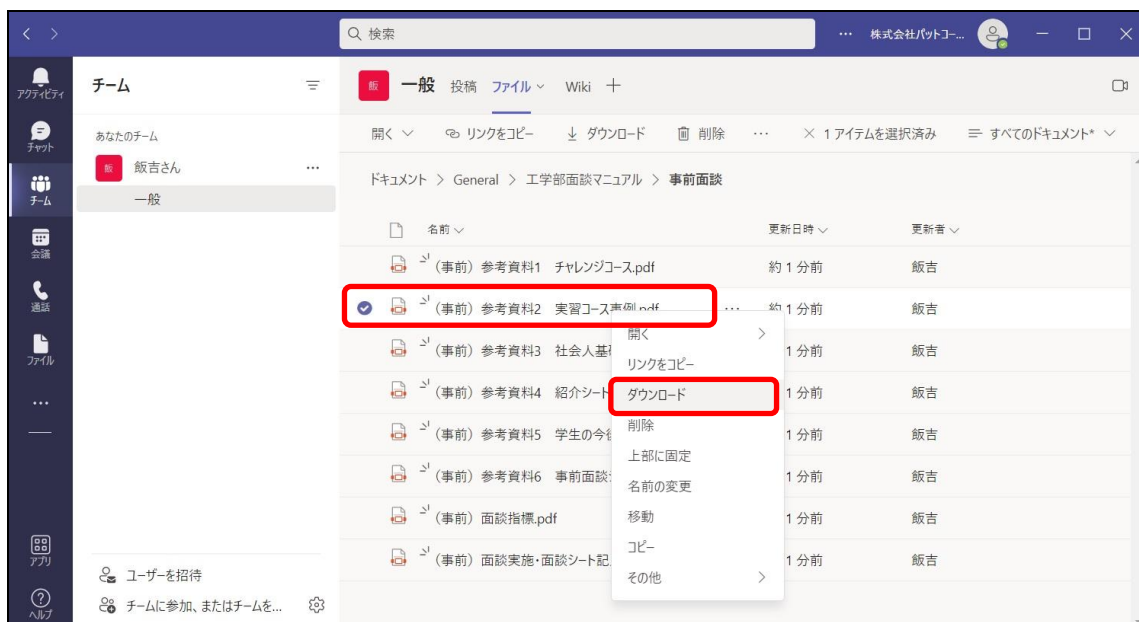 検索
… 株式会社パットコー...
アクティビティ
チャット
チーム
会議
通話
ファイル
…
アプリ
ヘルプ
チーム
あなたのチーム
飯 飯吉さん …
一般
ユーザーを招待
チームに参加、またはチームを...
飯 一般 投稿 ファイル Wiki
開く リンクをコピー ダウンロード 削除 … 1 アイテムを選択済み すべてのドキュメント*
ドキュメント > General > 工学部面談マニュアル > 事前面談
名前 更新日時 更新者
(事前) 参考資料1 チャレンジコース.pdf 約 1 分前 飯吉
(事前) 参考資料2 実習コース事例.pdf … 約 1 分前 飯吉
(事前) 参考資料3 社会人基 1 分前 飯吉
(事前) 参考資料4 紹介シート 1 分前 飯吉
(事前) 参考資料5 学生の今 1 分前 飯吉
(事前) 参考資料6 事前面談 1 分前 飯吉
(事前) 面談指標.pdf 1 分前 飯吉
(事前) 面談実施・面談シート記 1 分前 飯吉
開く
リンクをコピー
ダウンロード
削除
上部に固定
名前の変更
移動
コピー
その他